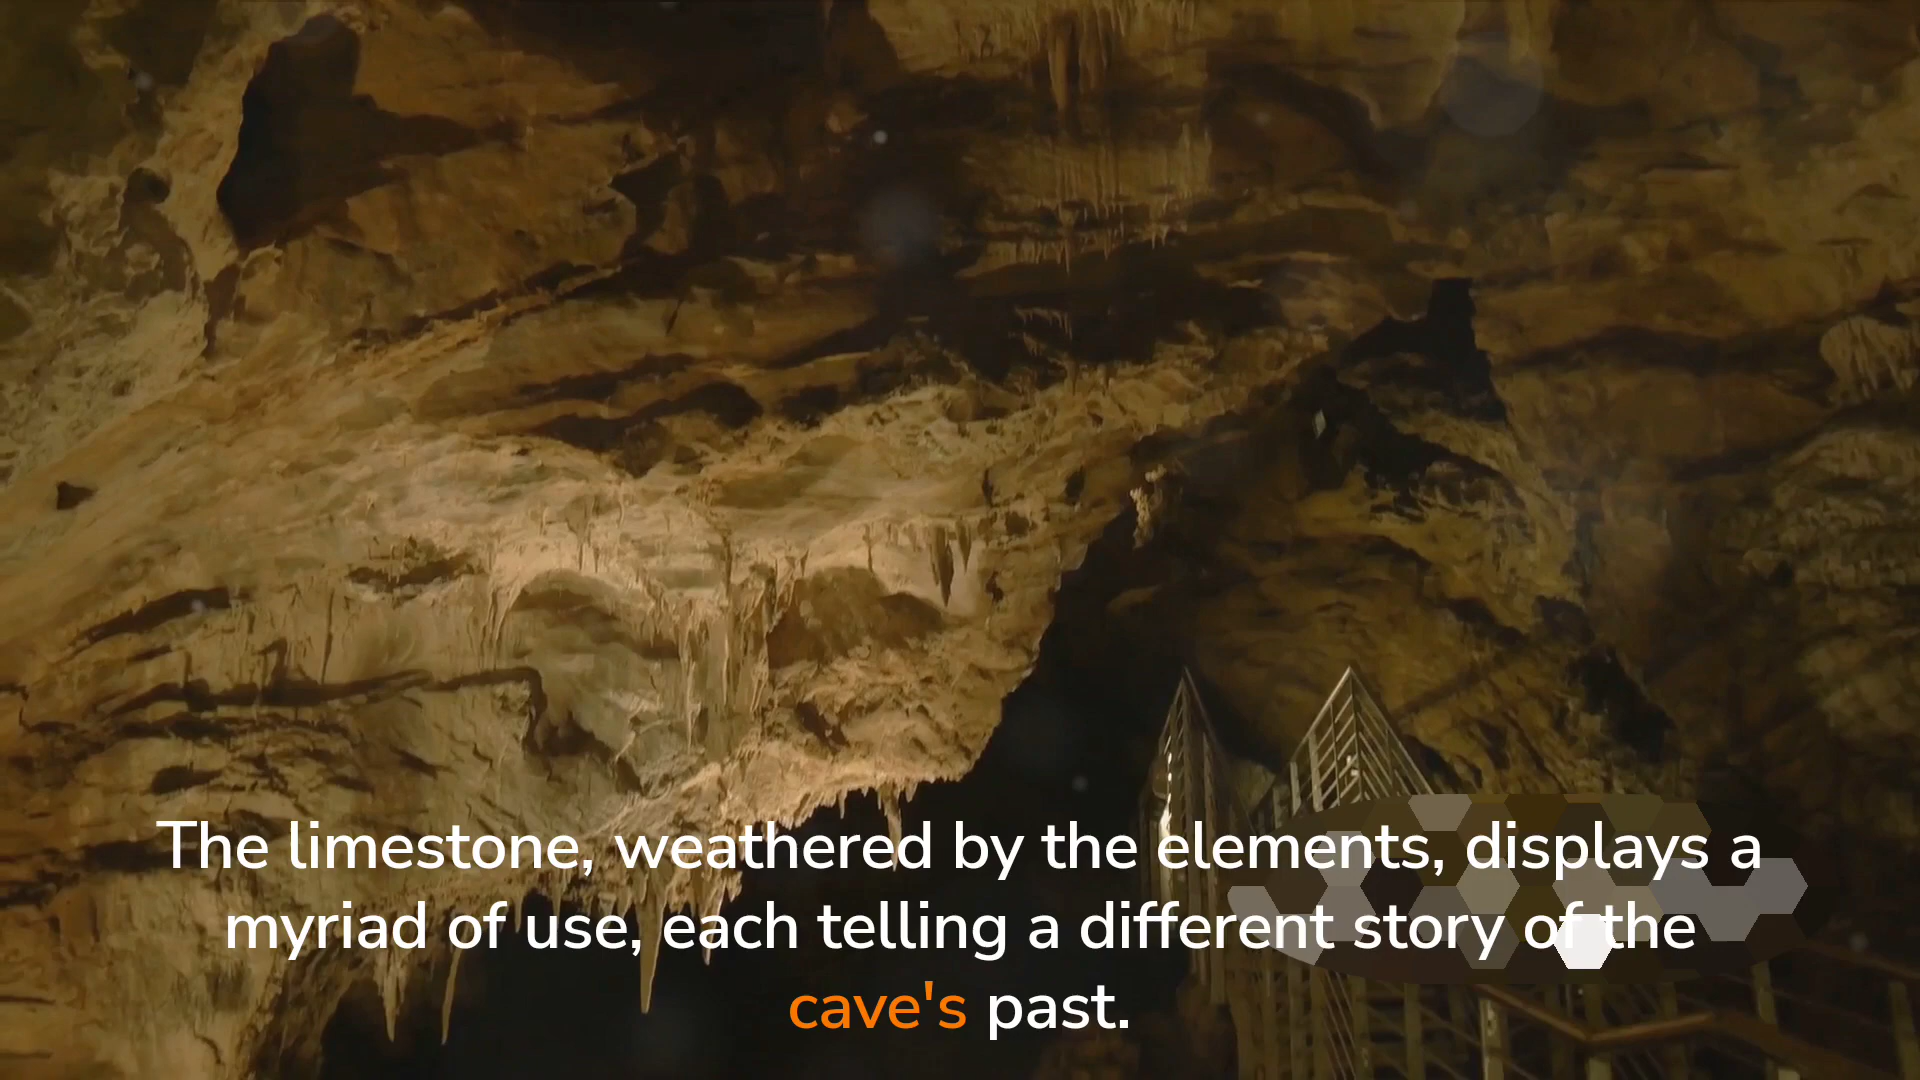 The limestone, weathered by the elements, displays a
myriad of use, each telling a different story of the
cave's past.